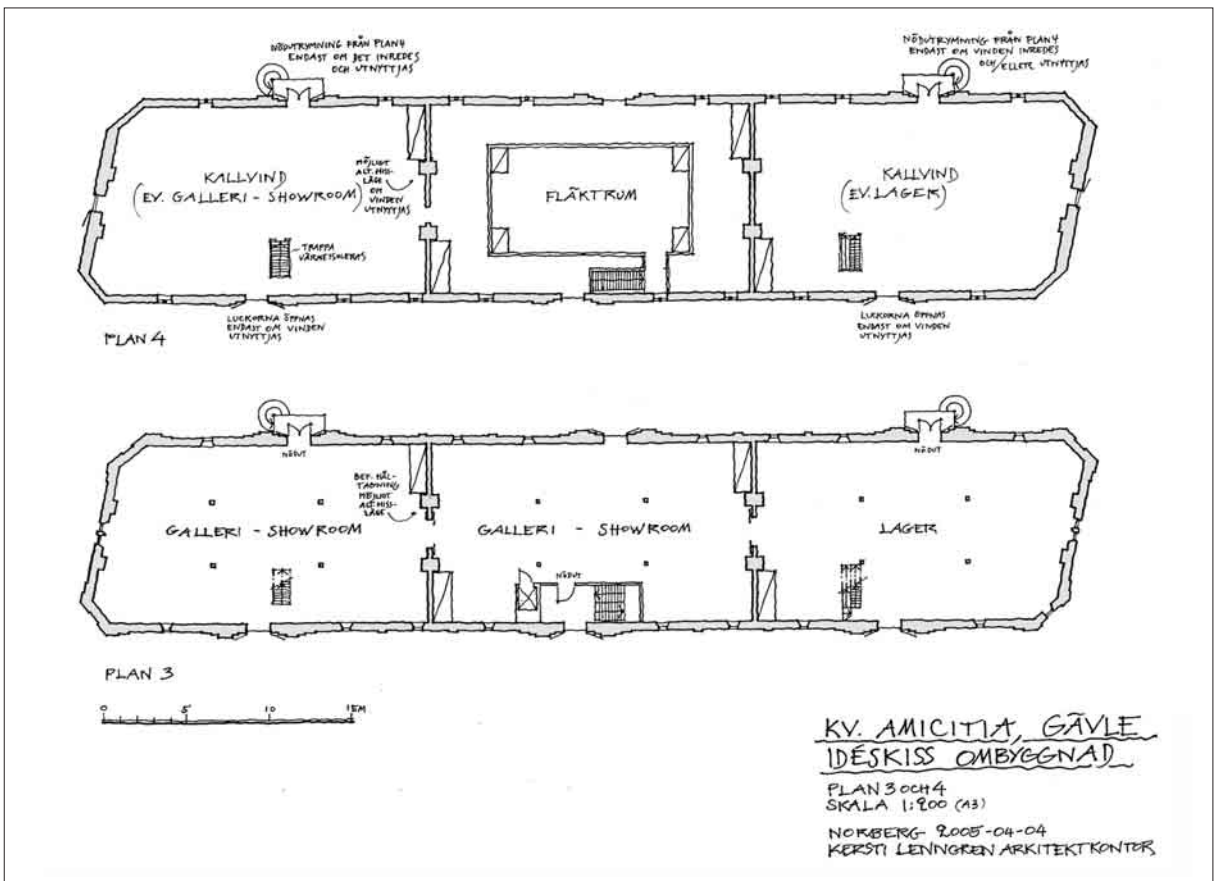 NÖDUTRYMNING FRÅN PLAN 4
ENDAST OM DET INREDES
OCH UTNYTTJAS
NÖDUTRYMNING FRÅN PLAN 4
ENDAST OM VINDEN INREDES
OCH/ELLER UTNYTTJAS
KALLVIND
(EV. GALLERI - SHOWROOM)
MÖJLIGT
ALT. HISS-
LÄGE
OM
VINDEN
UTNYTTJAS
FLÄKTRUM
KALLVIND
(EV. LAGER)
TRAPPA
VÄRMEISOLERAS
LUCKORNA ÖPPNAS
ENDAST OM VINDEN
UTNYTTJAS
LUCKORNA ÖPPNAS
ENDAST OM VINDEN
UTNYTTJAS
PLAN 4
NÖDUT
NÖDUT
BEF. HÅL-
TAGNING
MÖJLIGT
ALT. HISS-
LÄGE
GALLERI - SHOWROOM
GALLERI - SHOWROOM
LAGER
NÖDUT
PLAN 3
0 5 10 15M
KV. AMICITIA, GÄVLE
IDÉSKISS OMBYGGNAD
PLAN 3 OCH 4
SKALA 1:200 (A3)
NORBERG 2005-04-04
KERSTI LENNGREN ARKITEKTKONTOR